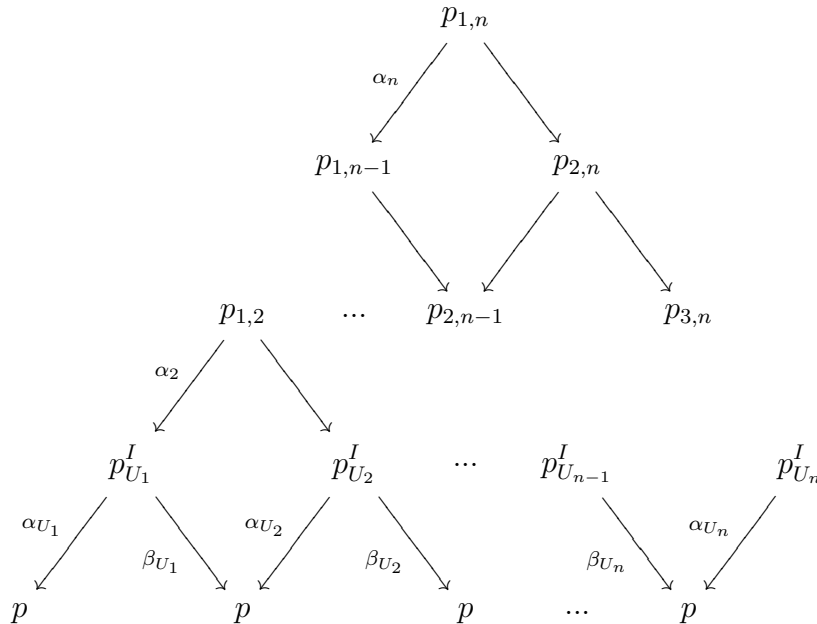 p_{1,n}
α_n
p_{1,n−1} p_{2,n}
p_{1,2} ... p_{2,n−1} p_{3,n}
α_2
p^I_{U_1} p^I_{U_2} ... p^I_{U_{n−1}} p^I_{U_n}
α_{U_1} β_{U_1} α_{U_2} β_{U_2} β_{U_n} α_{U_n}
p p p ... p